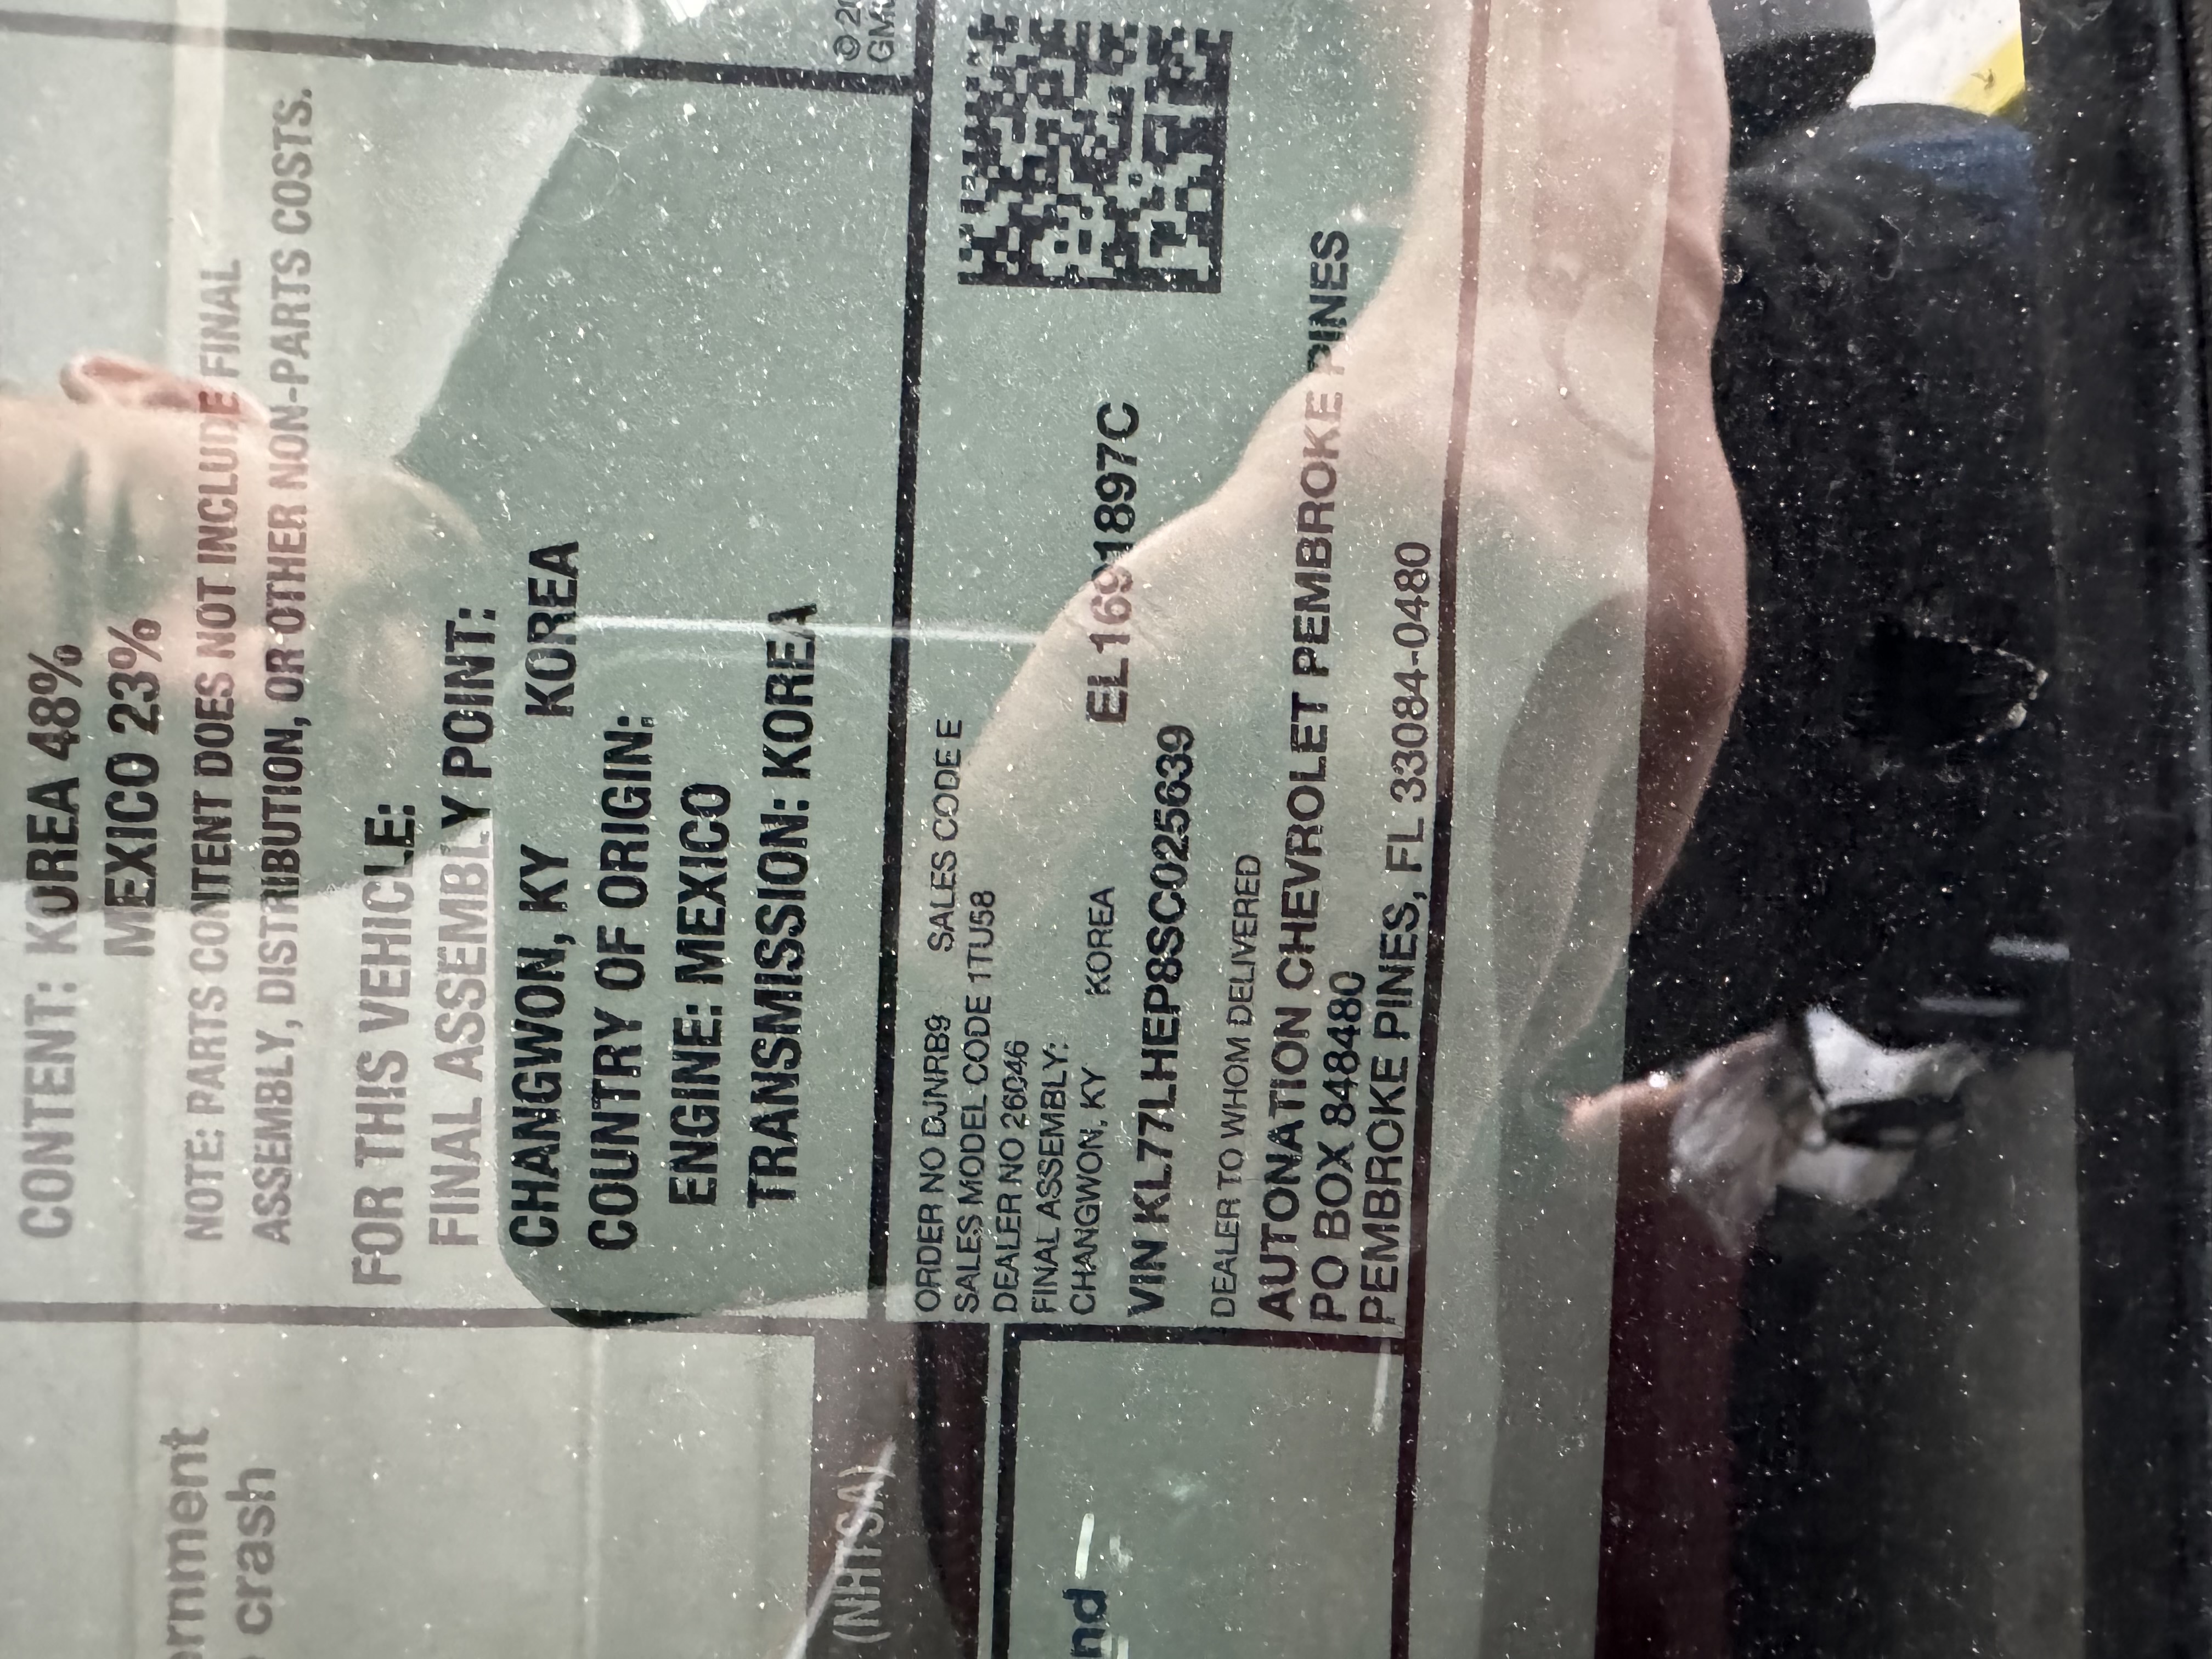 CONTENT: KOREA 48%
MEXICO 23%
NOTE: PARTS CONTENT DOES NOT INCLUDE FINAL
ASSEMBLY, DISTRIBUTION, OR OTHER NON-PARTS COSTS.
FOR THIS VEHICLE:
FINAL ASSEMBLY POINT:
CHANGWON, KY KOREA
COUNTRY OF ORIGIN:
ENGINE: MEXICO
TRANSMISSION: KOREA
ORDER NO DJNRB9 SALES CODE E
SALES MODEL CODE 1TU58
DEALER NO 26046
FINAL ASSEMBLY:
CHANGWON, KY KOREA
EL16991897C
VIN KL77LHEP8SC025639
DEALER TO WHOM DELIVERED
AUTONATION CHEVROLET PEMBROKE PINES
PO BOX 848480
PEMBROKE PINES, FL 33084-0480
ernment
crash
(NHTSA)
nd